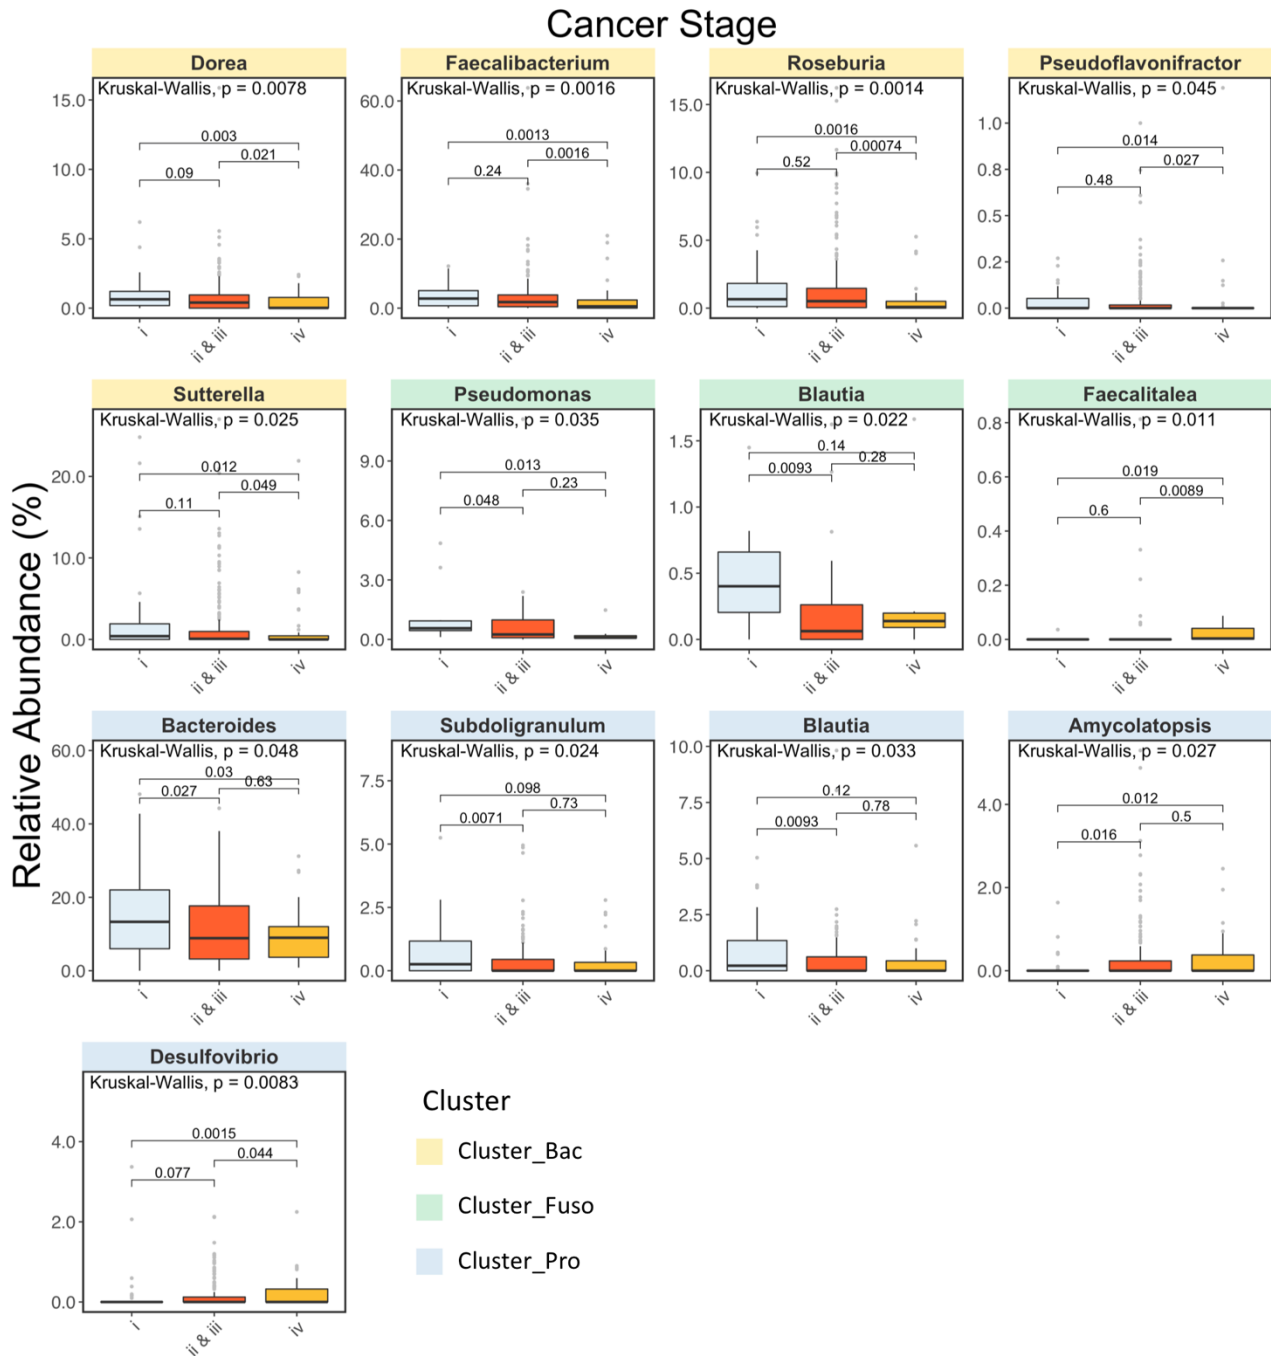 Cancer Stage
Relative Abundance (%)
Dorea
Kruskal-Wallis, p = 0.0078
15.0
10.0
5.0
0.0
0.003
0.021
0.09
i
ii & iii
iv
Faecalibacterium
Kruskal-Wallis, p = 0.0016
60.0
40.0
20.0
0.0
0.0013
0.0016
0.24
i
ii & iii
iv
Roseburia
Kruskal-Wallis, p = 0.0014
15.0
10.0
5.0
0.0
0.0016
0.00074
0.52
i
ii & iii
iv
Pseudoflavonifractor
Kruskal-Wallis, p = 0.045
1.0
0.8
0.5
0.2
0.0
0.014
0.027
0.48
i
ii & iii
iv
Sutterella
Kruskal-Wallis, p = 0.025
20.0
10.0
0.0
0.012
0.049
0.11
i
ii & iii
iv
Pseudomonas
Kruskal-Wallis, p = 0.035
9.0
6.0
3.0
0.0
0.013
0.23
0.048
i
ii & iii
iv
Blautia
Kruskal-Wallis, p = 0.022
1.5
1.0
0.5
0.0
0.14
0.28
0.0093
i
ii & iii
iv
Faecalitalea
Kruskal-Wallis, p = 0.011
0.8
0.6
0.4
0.2
0.0
0.019
0.0089
0.6
i
ii & iii
iv
Bacteroides
Kruskal-Wallis, p = 0.048
60.0
40.0
20.0
0.0
0.03
0.63
0.027
i
ii & iii
iv
Subdoligranulum
Kruskal-Wallis, p = 0.024
7.5
5.0
2.5
0.0
0.098
0.73
0.0071
i
ii & iii
iv
Blautia
Kruskal-Wallis, p = 0.033
10.0
7.5
5.0
2.5
0.0
0.12
0.78
0.0093
i
ii & iii
iv
Amycolatopsis
Kruskal-Wallis, p = 0.027
4.0
2.0
0.0
0.012
0.5
0.016
i
ii & iii
iv
Desulfovibrio
Kruskal-Wallis, p = 0.0083
4.0
2.0
0.0
0.0015
0.044
0.077
i
ii & iii
iv
Cluster
Cluster_Bac
Cluster_Fuso
Cluster_Pro